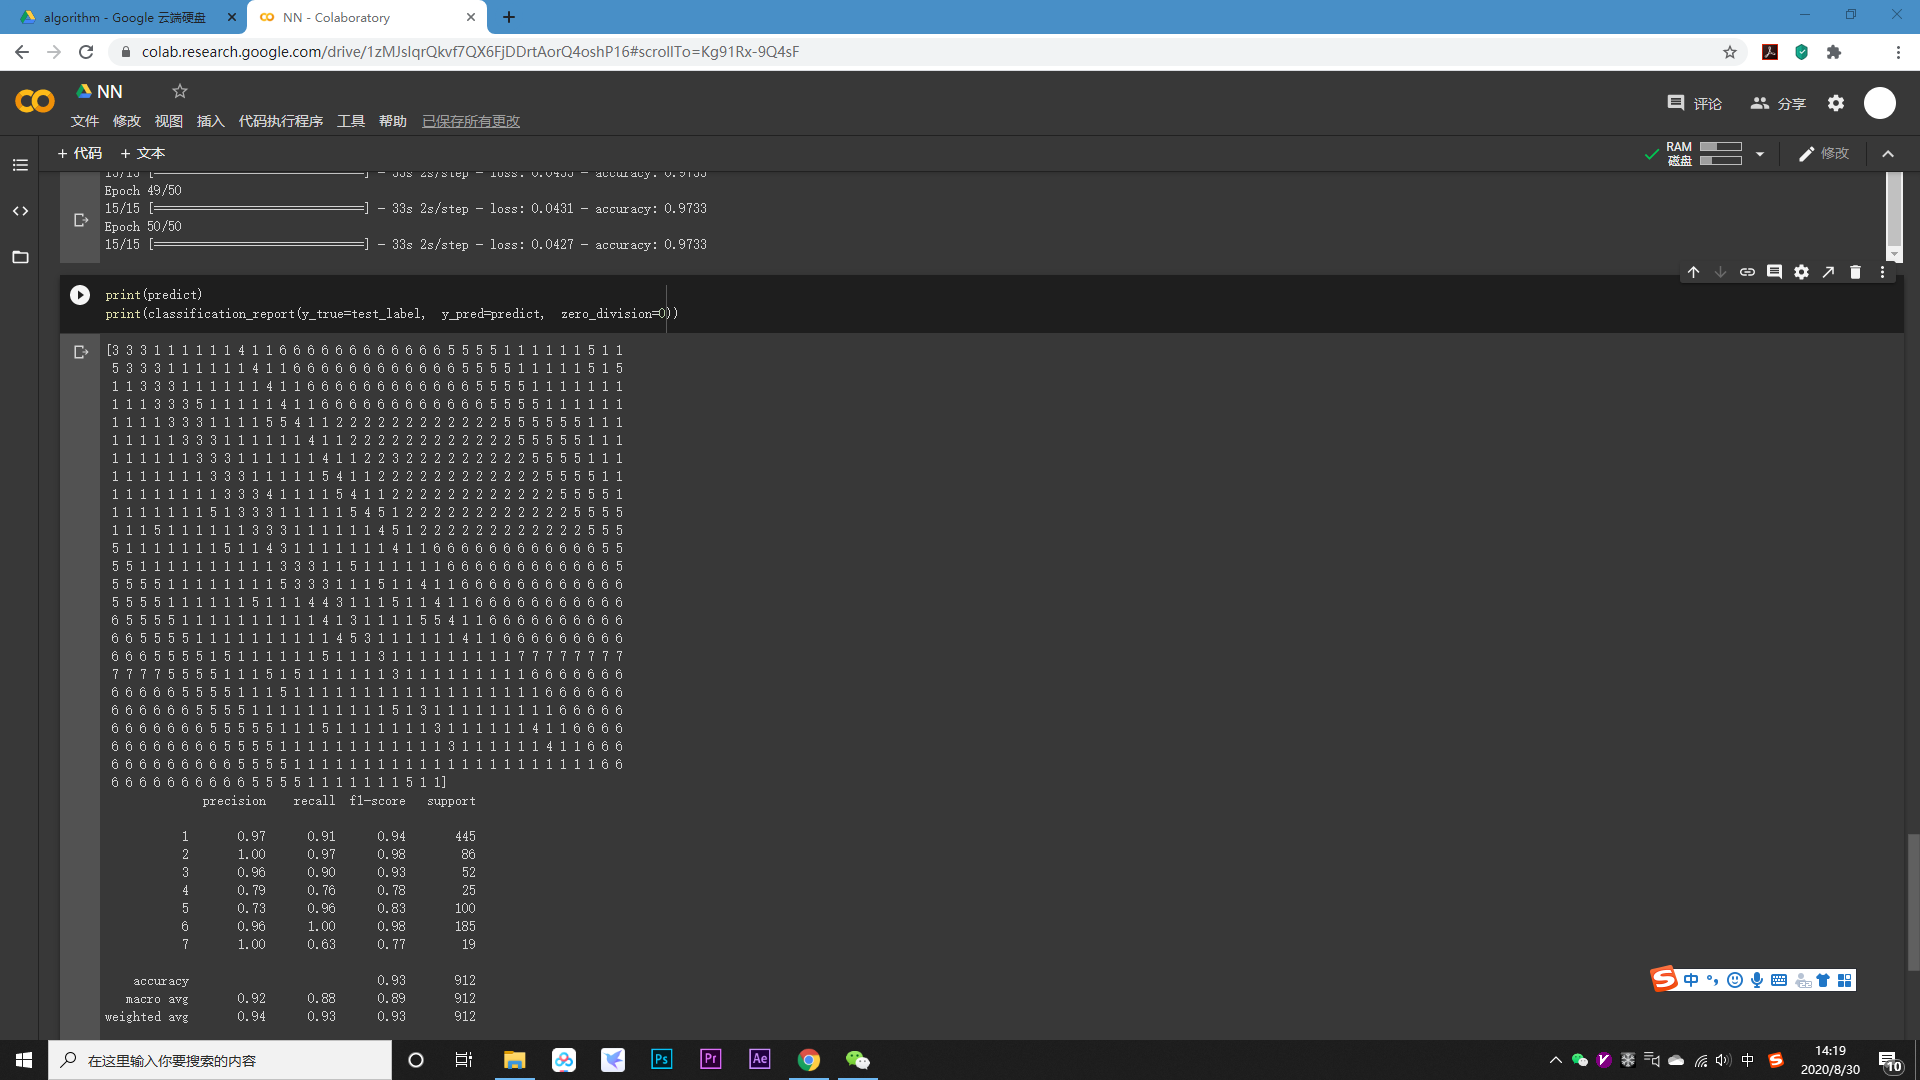 algorithm - Google 云端硬盘
NN - Colaboratory
colab.research.google.com/drive/1zMJsIqrQkvf7QX6FjDDrtAorQ4oshP16#scrollTo=Kg91Rx-9Q4sF
NN
文件 修改 视图 插入 代码执行程序 工具 帮助 已保存所有更改
评论 分享
+ 代码 + 文本
RAM
磁盘
修改
15/15 [==============================] - 33s 2s/step - loss: 0.0435 - accuracy: 0.9733
Epoch 49/50
15/15 [==============================] - 33s 2s/step - loss: 0.0431 - accuracy: 0.9733
Epoch 50/50
15/15 [==============================] - 33s 2s/step - loss: 0.0427 - accuracy: 0.9733
print(predict)
print(classification_report(y_true=test_label, y_pred=predict, zero_division=0))
[3 3 3 1 1 1 1 1 1 4 1 1 6 6 6 6 6 6 6 6 6 6 6 6 5 5 5 5 1 1 1 1 1 1 5 1 1
5 3 3 3 1 1 1 1 1 1 4 1 1 6 6 6 6 6 6 6 6 6 6 6 6 5 5 5 5 1 1 1 1 1 5 1 5
1 1 3 3 3 1 1 1 1 1 1 4 1 1 6 6 6 6 6 6 6 6 6 6 6 6 5 5 5 5 1 1 1 1 1 1 1
1 1 1 3 3 3 5 1 1 1 1 1 4 1 1 6 6 6 6 6 6 6 6 6 6 6 6 5 5 5 5 1 1 1 1 1 1
1 1 1 1 3 3 3 1 1 1 1 5 5 4 1 1 2 2 2 2 2 2 2 2 2 2 2 2 5 5 5 5 5 5 1 1 1
1 1 1 1 1 3 3 3 1 1 1 1 1 1 4 1 1 2 2 2 2 2 2 2 2 2 2 2 2 5 5 5 5 5 1 1 1
1 1 1 1 1 1 3 3 3 1 1 1 1 1 1 4 1 1 2 2 3 2 2 2 2 2 2 2 2 2 5 5 5 5 1 1 1
1 1 1 1 1 1 1 3 3 3 1 1 1 1 1 5 4 1 1 2 2 2 2 2 2 2 2 2 2 2 2 5 5 5 5 1 1
1 1 1 1 1 1 1 1 3 3 3 4 1 1 1 1 5 4 1 1 2 2 2 2 2 2 2 2 2 2 2 2 5 5 5 5 1
1 1 1 1 1 1 1 5 1 3 3 3 1 1 1 1 1 5 4 5 1 2 2 2 2 2 2 2 2 2 2 2 2 5 5 5 5
1 1 1 5 1 1 1 1 1 1 3 3 3 1 1 1 1 1 1 4 5 1 2 2 2 2 2 2 2 2 2 2 2 2 5 5 5
5 1 1 1 1 1 1 1 5 1 1 4 3 1 1 1 1 1 1 1 4 1 1 6 6 6 6 6 6 6 6 6 6 6 6 5 5
5 5 1 1 1 1 1 1 1 1 1 1 3 3 3 1 1 5 1 1 1 1 1 1 6 6 6 6 6 6 6 6 6 6 6 6 5
5 5 5 5 1 1 1 1 1 1 1 1 5 3 3 3 1 1 1 5 1 1 4 1 1 6 6 6 6 6 6 6 6 6 6 6 6
5 5 5 5 1 1 1 1 1 1 5 1 1 1 4 4 3 1 1 1 5 1 1 4 1 1 6 6 6 6 6 6 6 6 6 6 6
6 5 5 5 5 1 1 1 1 1 1 1 1 1 1 4 1 3 1 1 1 1 5 5 4 1 1 6 6 6 6 6 6 6 6 6 6
6 6 5 5 5 5 1 1 1 1 1 1 1 1 1 1 4 5 3 1 1 1 1 1 1 4 1 1 6 6 6 6 6 6 6 6 6
6 6 6 5 5 5 5 1 5 1 1 1 1 1 1 5 1 1 1 3 1 1 1 1 1 1 1 1 1 7 7 7 7 7 7 7 7
7 7 7 7 5 5 5 5 1 1 1 5 1 5 1 1 1 1 1 1 3 1 1 1 1 1 1 1 1 1 6 6 6 6 6 6 6
6 6 6 6 6 5 5 5 5 1 1 1 5 1 1 1 1 1 1 1 1 1 1 1 1 1 1 1 1 1 1 6 6 6 6 6 6
6 6 6 6 6 6 5 5 5 5 1 1 1 1 1 1 1 1 1 1 5 1 3 1 1 1 1 1 1 1 1 1 6 6 6 6 6
6 6 6 6 6 6 6 5 5 5 5 5 1 1 1 5 1 1 1 1 1 1 1 3 1 1 1 1 1 1 4 1 1 6 6 6 6
6 6 6 6 6 6 6 6 5 5 5 5 1 1 1 1 1 1 1 1 1 1 1 1 3 1 1 1 1 1 1 4 1 1 6 6 6
6 6 6 6 6 6 6 6 6 5 5 5 5 1 1 1 1 1 1 1 1 1 1 1 1 1 1 1 1 1 1 1 1 1 1 6 6
6 6 6 6 6 6 6 6 6 6 5 5 5 5 1 1 1 1 1 1 1 5 1 1]
precision recall f1-score support
1 0.97 0.91 0.94 445
2 1.00 0.97 0.98 86
3 0.96 0.90 0.93 52
4 0.79 0.76 0.78 25
5 0.73 0.96 0.83 100
6 0.96 1.00 0.98 185
7 1.00 0.63 0.77 19
accuracy 0.93 912
macro avg 0.92 0.88 0.89 912
weighted avg 0.94 0.93 0.93 912
中
在这里输入你要搜索的内容
Ps Pr Ae
中
14:19
2020/8/30
10